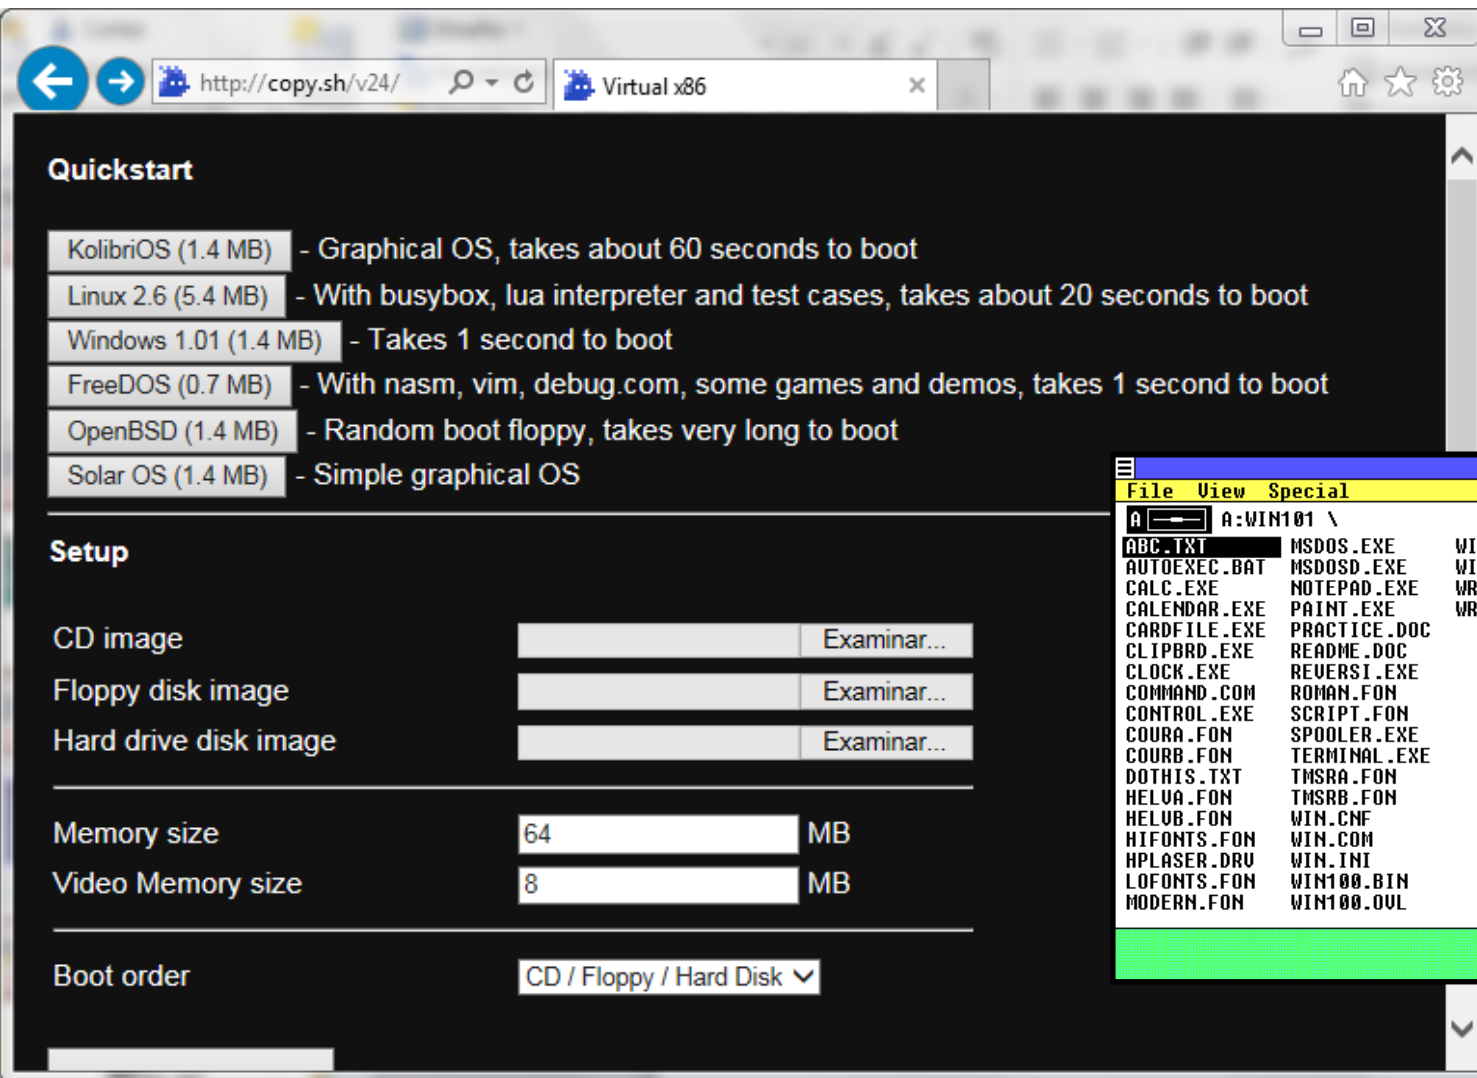 http://copy.sh/v24/
Virtual x86
Quickstart
KolibriOS (1.4 MB) - Graphical OS, takes about 60 seconds to boot
Linux 2.6 (5.4 MB) - With busybox, lua interpreter and test cases, takes about 20 seconds to boot
Windows 1.01 (1.4 MB) - Takes 1 second to boot
FreeDOS (0.7 MB) - With nasm, vim, debug.com, some games and demos, takes 1 second to boot
OpenBSD (1.4 MB) - Random boot floppy, takes very long to boot
Solar OS (1.4 MB) - Simple graphical OS
Setup
CD image Examinar...
Floppy disk image Examinar...
Hard drive disk image Examinar...
Memory size 64 MB
Video Memory size 8 MB
Boot order CD / Floppy / Hard Disk
File View Special
A A:WIN101 \
ABC.TXT MSDOS.EXE WI
AUTOEXEC.BAT MSDOSD.EXE WI
CALC.EXE NOTEPAD.EXE WR
CALENDAR.EXE PAINT.EXE WR
CARDFILE.EXE PRACTICE.DOC
CLIPBRD.EXE README.DOC
CLOCK.EXE REVERSI.EXE
COMMAND.COM ROMAN.FON
CONTROL.EXE SCRIPT.FON
COURA.FON SPOOLER.EXE
COURB.FON TERMINAL.EXE
DOTHIS.TXT TMSRA.FON
HELVA.FON TMSRB.FON
HELVB.FON WIN.CNF
HIFONTS.FON WIN.COM
HPLASER.DRV WIN.INI
LOFONTS.FON WIN100.BIN
MODERN.FON WIN100.OVL